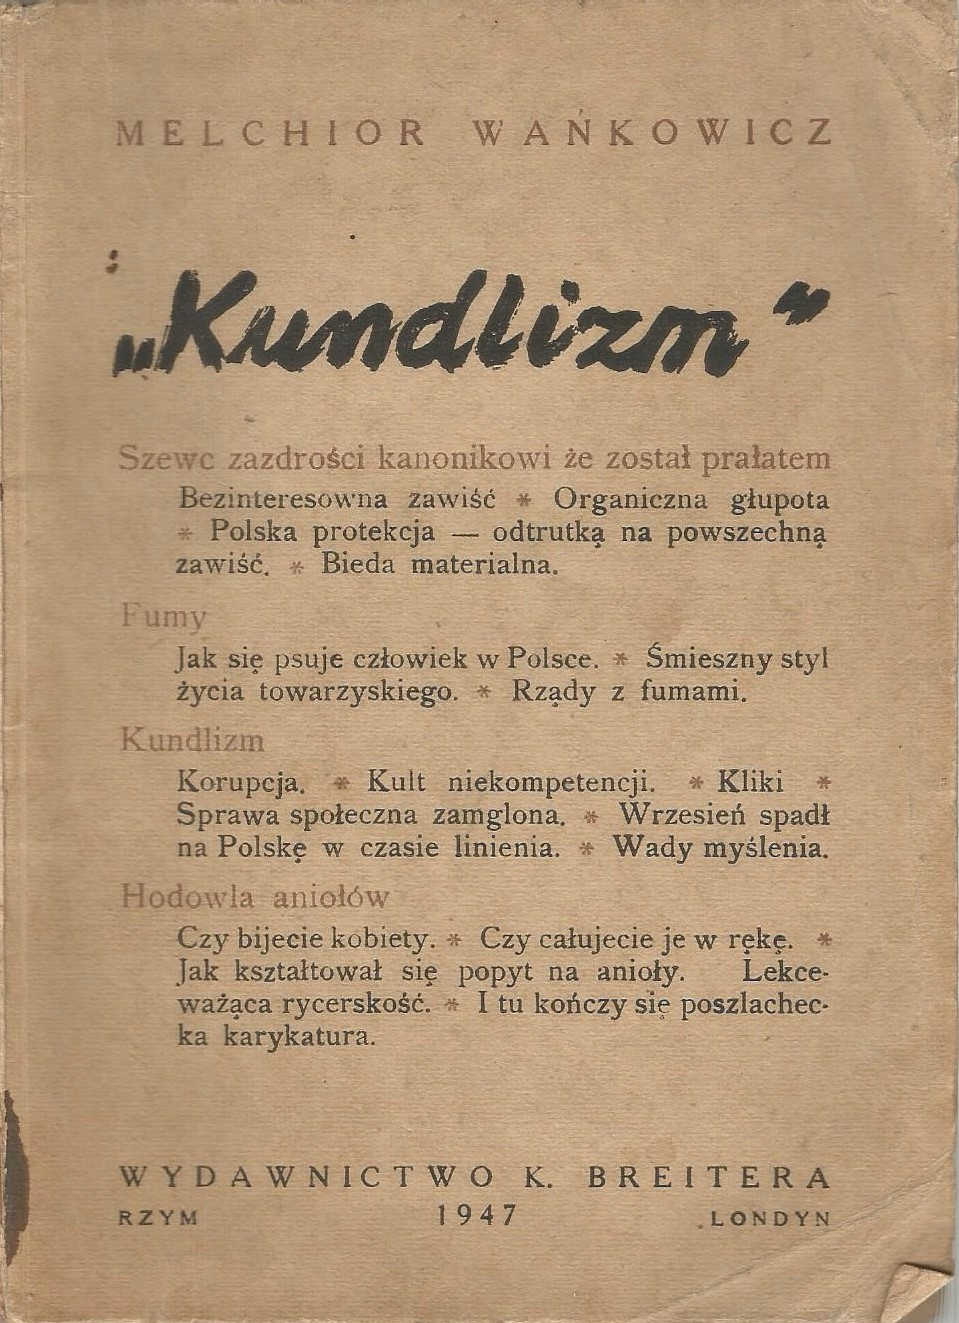 MELCHIOR WAŃKOWICZ
„Kundlizm”
Szewc zazdrości kanonikowi że został prałatem
Bezinteresowna zawiść * Organiczna głupota
* Polska protekcja — odtrutką na powszechną
zawiść. * Bieda materialna.
Fumy
Jak się psuje człowiek w Polsce. * Śmieszny styl
życia towarzyskiego. * Rządy z fumami.
Kundlizm
Korupcja. * Kult niekompetencji. * Kliki *
Sprawa społeczna zamglona. * Wrzesień spadł
na Polskę w czasie linienia. * Wady myślenia.
Hodowla aniołów
Czy bijecie kobiety. * Czy całujecie je w rękę. *
Jak kształtował się popyt na anioły. Lekce-
ważąca rycerskość. * I tu kończy się poszlachec-
ka karykatura.
WYDAWNICTWO K. BREITERA
RZYM 1947 LONDYN